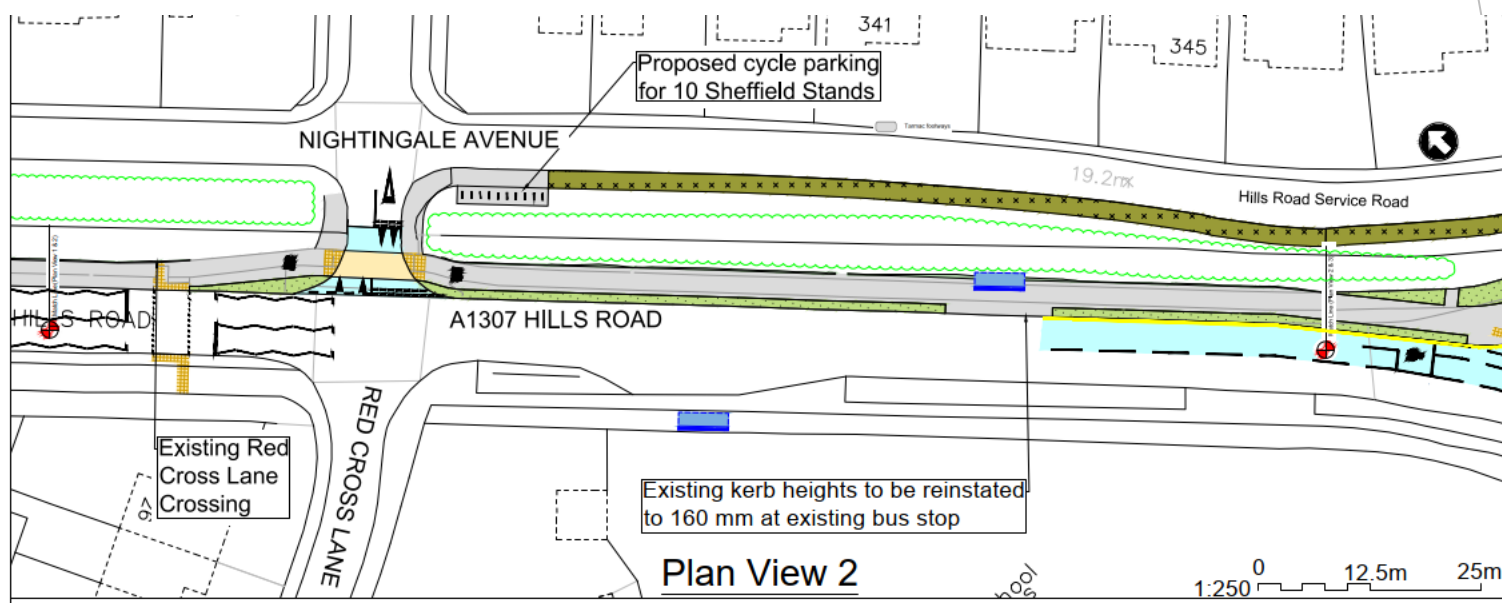 341
345
Proposed cycle parking
for 10 Sheffield Stands
Tarmac footways
NIGHTINGALE AVENUE
19.2m
Hills Road Service Road
HILLS ROAD
A1307 HILLS ROAD
RED CROSS LANE
Existing Red
Cross Lane
Crossing
97
Existing kerb heights to be reinstated
to 160 mm at existing bus stop
Plan View 2
1:250
0
12.5m
25m